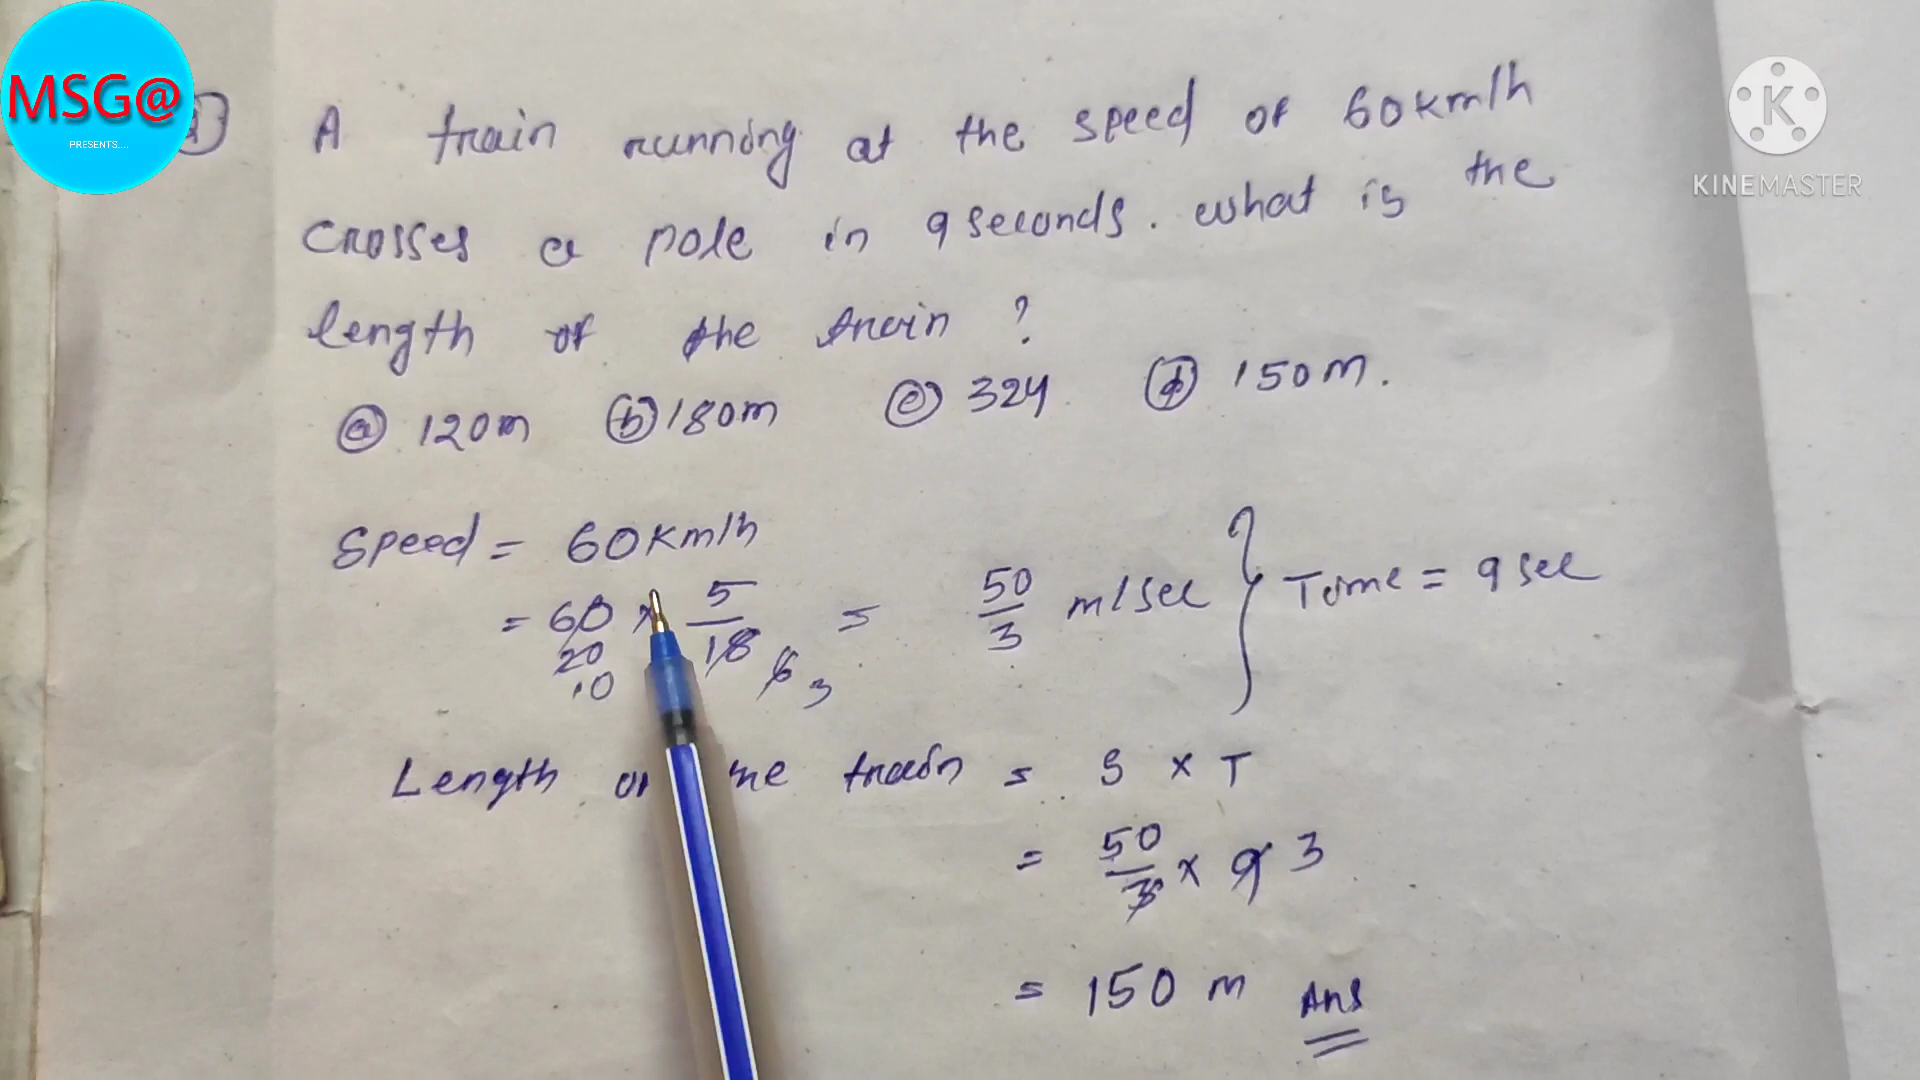 MSG@
PRESENTS....
K
KINEMASTER
A train running at the speed of 60km/h
crosses a pole in 9 seconds. what is the
length of the train ?
(a) 120m (b) 180m (c) 324 (d) 150m.
Speed = 60km/h
= 60 × 5/18 = 50/3 m/sec } Time = 9 sec
20 6
10 3
Length train = S × T
= 50/3 × 9 3
= 150 m Ans